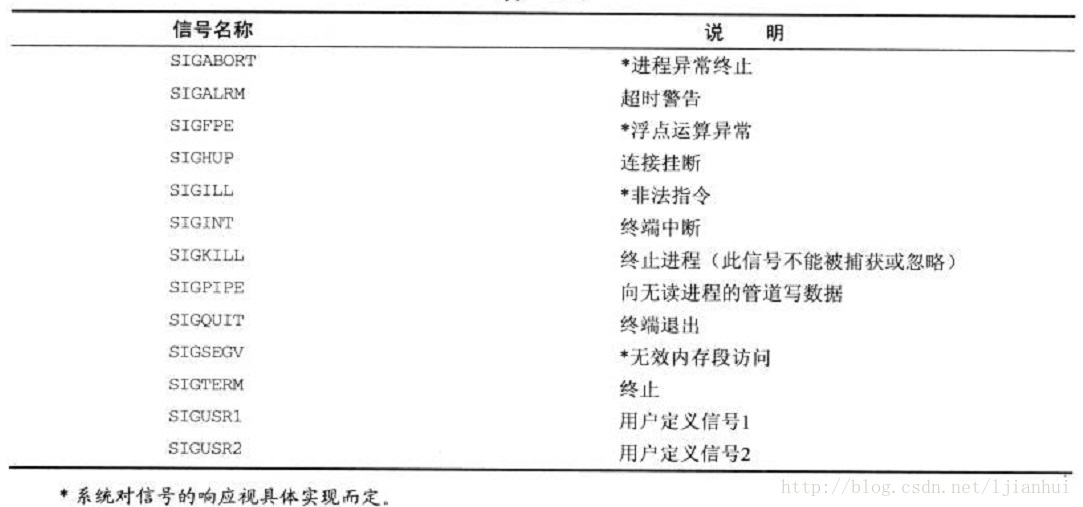 信号名称 说 明
SIGABORT *进程异常终止
SIGALRM 超时警告
SIGFPE *浮点运算异常
SIGHUP 连接挂断
SIGILL *非法指令
SIGINT 终端中断
SIGKILL 终止进程（此信号不能被捕获或忽略）
SIGPIPE 向无读进程的管道写数据
SIGQUIT 终端退出
SIGSEGV *无效内存段访问
SIGTERM 终止
SIGUSR1 用户定义信号1
SIGUSR2 用户定义信号2
* 系统对信号的响应视具体实现而定。
http://blog.csdn.net/ljianhui